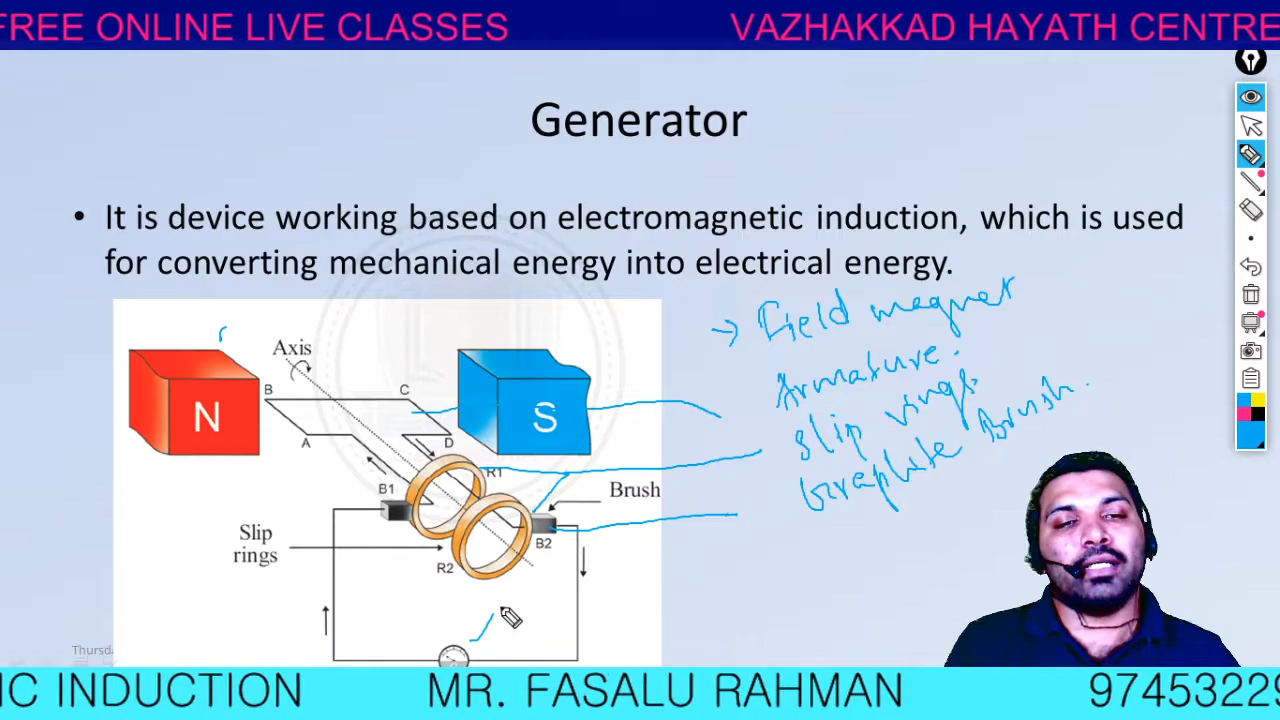 FREE ONLINE LIVE CLASSES VAZHAKKAD HAYATH CENTRE
Generator
• It is device working based on electromagnetic induction, which is used
for converting mechanical energy into electrical energy.
→ Field magnet
Armature.
Slip rings.
Graphite Brush.
Axis
N
S
B
C
A
D
R1
B1
Brush
Slip
rings
B2
R2
Thursda
IC INDUCTION MR. FASALU RAHMAN 97453229